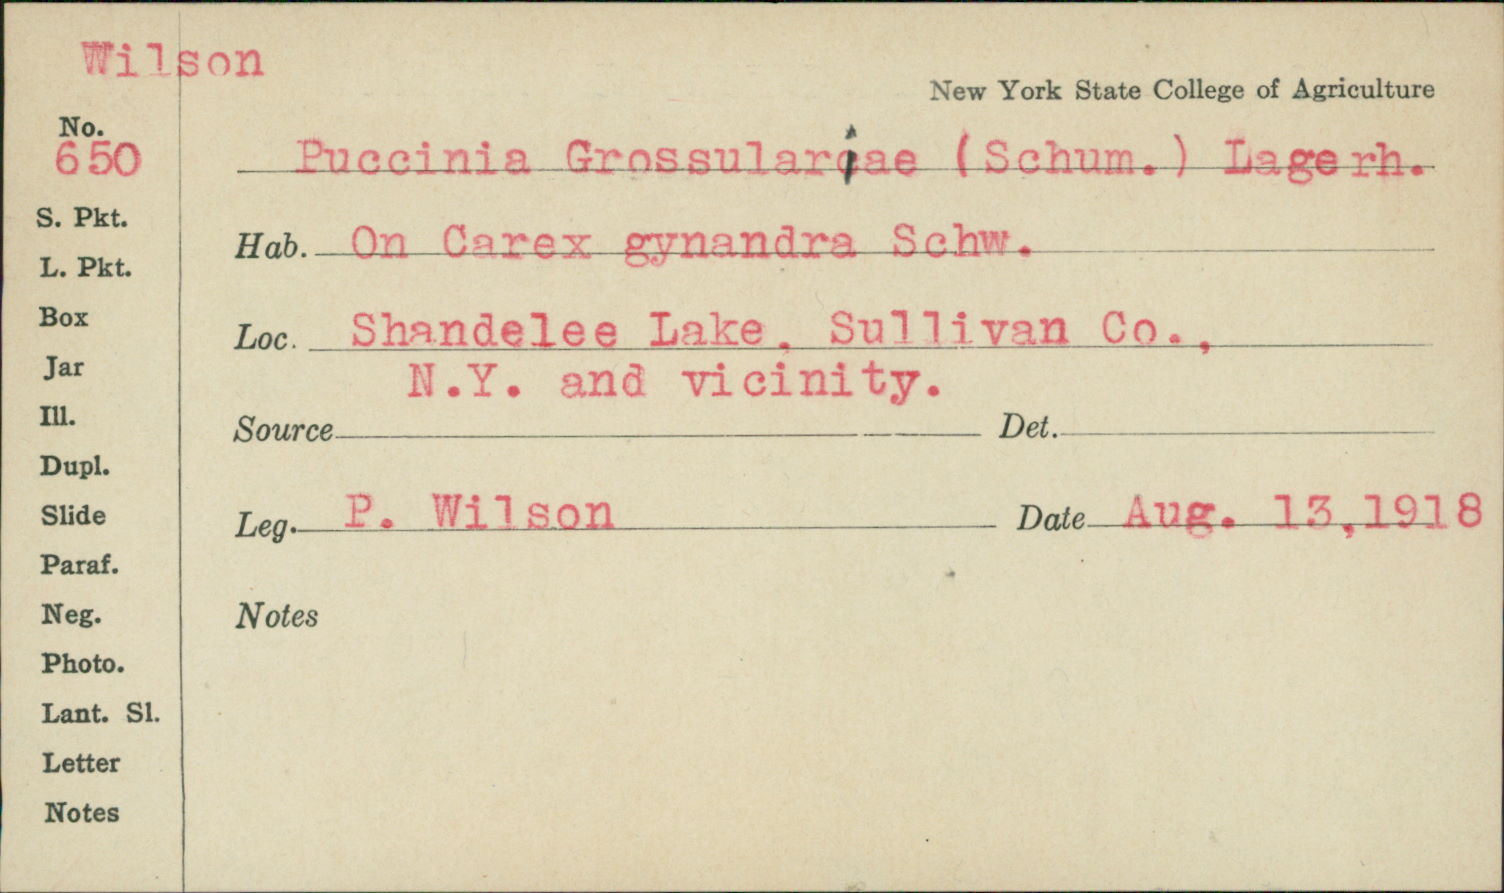 Wilson
New York State College of Agriculture
No.
650
Puccinia Grossulariae (Schum.) Lagerh.
S. Pkt.
Hab. On Carex gynandra Schw.
L. Pkt.
Box
Loc. Shandelee Lake, Sullivan Co.,
Jar
N.Y. and vicinity.
Ill.
Source Det.
Dupl.
Slide
Leg. P. Wilson Date Aug. 13,1918
Paraf.
Neg.
Notes
Photo.
Lant. Sl.
Letter
Notes